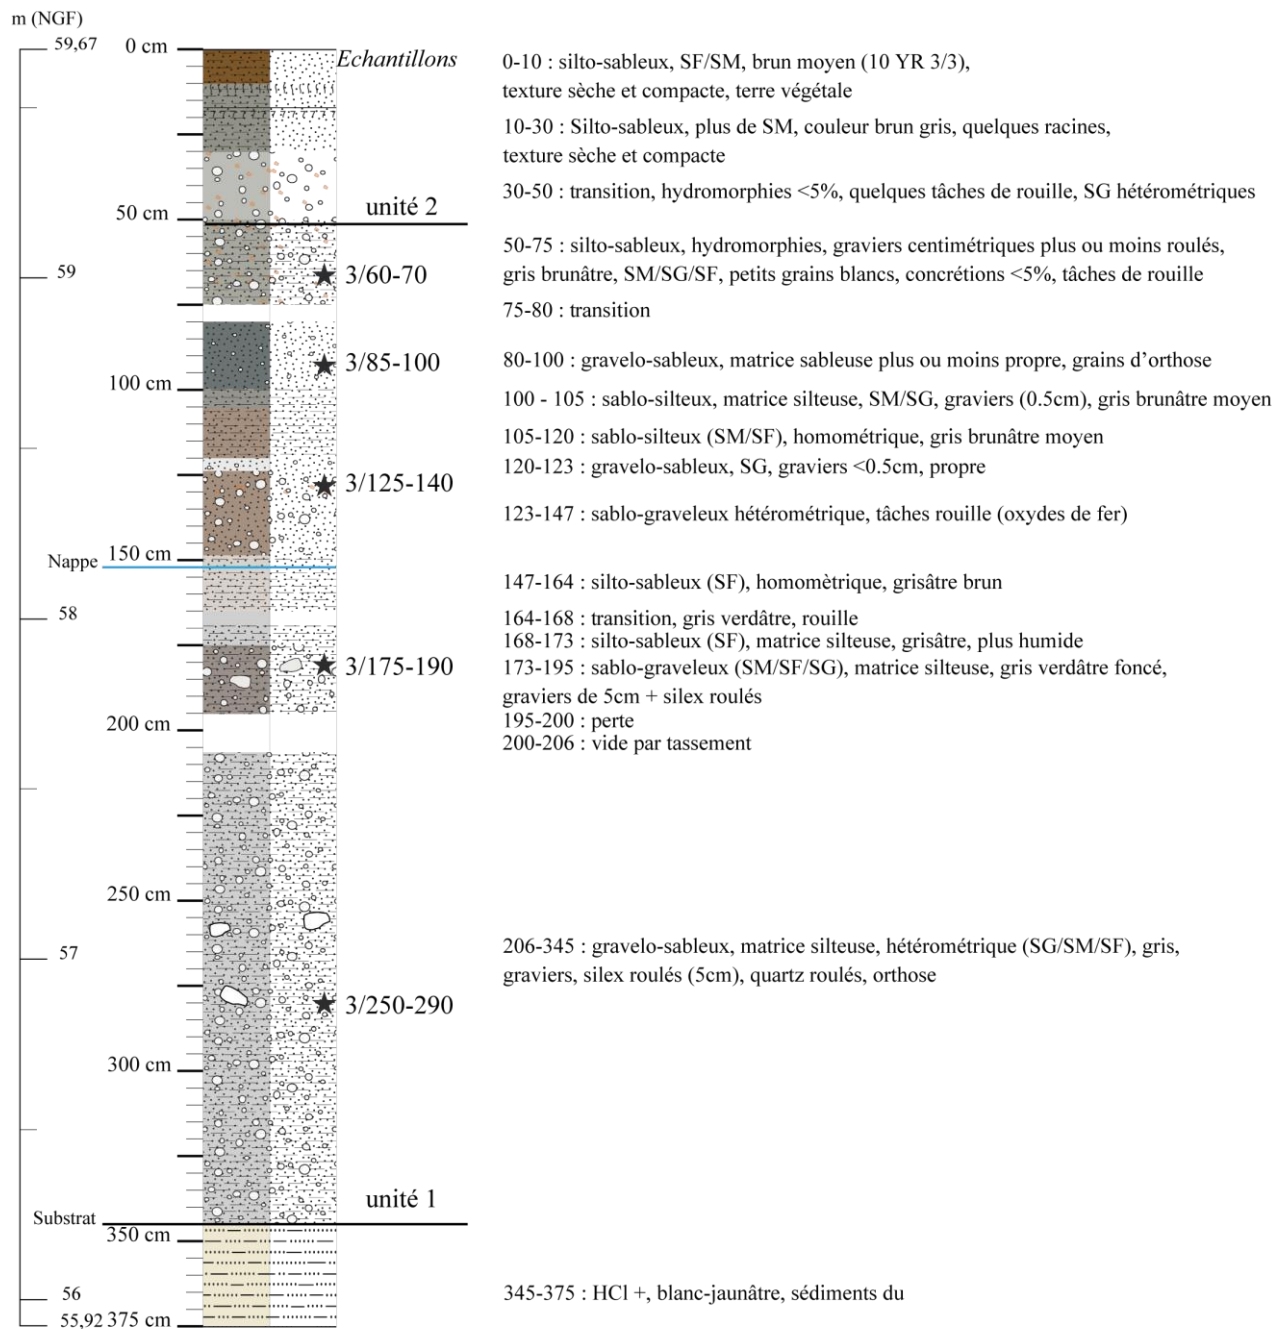 m (NGF)
59,67
0 cm
Echantillons
0-10 : silto-sableux, SF/SM, brun moyen (10 YR 3/3),
texture sèche et compacte, terre végétale
10-30 : Silto-sableux, plus de SM, couleur brun gris, quelques racines,
texture sèche et compacte
30-50 : transition, hydromorphies <5%, quelques tâches de rouille, SG hétérométriques
unité 2
50 cm
50-75 : silto-sableux, hydromorphies, graviers centimétriques plus ou moins roulés,
gris brunâtre, SM/SG/SF, petits grains blancs, concrétions <5%, tâches de rouille
59
3/60-70
75-80 : transition
3/85-100
80-100 : gravelo-sableux, matrice sableuse plus ou moins propre, grains d’orthose
100 cm
100 - 105 : sablo-silteux, matrice silteuse, SM/SG, graviers (0.5cm), gris brunâtre moyen
105-120 : sablo-silteux (SM/SF), homométrique, gris brunâtre moyen
120-123 : gravelo-sableux, SG, graviers <0.5cm, propre
3/125-140
123-147 : sablo-graveleux hétérométrique, tâches rouille (oxydes de fer)
150 cm
Nappe
147-164 : silto-sableux (SF), homomètrique, grisâtre brun
58
164-168 : transition, gris verdâtre, rouille
168-173 : silto-sableux (SF), matrice silteuse, grisâtre, plus humide
3/175-190
173-195 : sablo-graveleux (SM/SF/SG), matrice silteuse, gris verdâtre foncé,
graviers de 5cm + silex roulés
195-200 : perte
200 cm
200-206 : vide par tassement
250 cm
57
206-345 : gravelo-sableux, matrice silteuse, hétérométrique (SG/SM/SF), gris,
graviers, silex roulés (5cm), quartz roulés, orthose
3/250-290
300 cm
unité 1
Substrat
350 cm
56
345-375 : HCl +, blanc-jaunâtre, sédiments du
55,92
375 cm